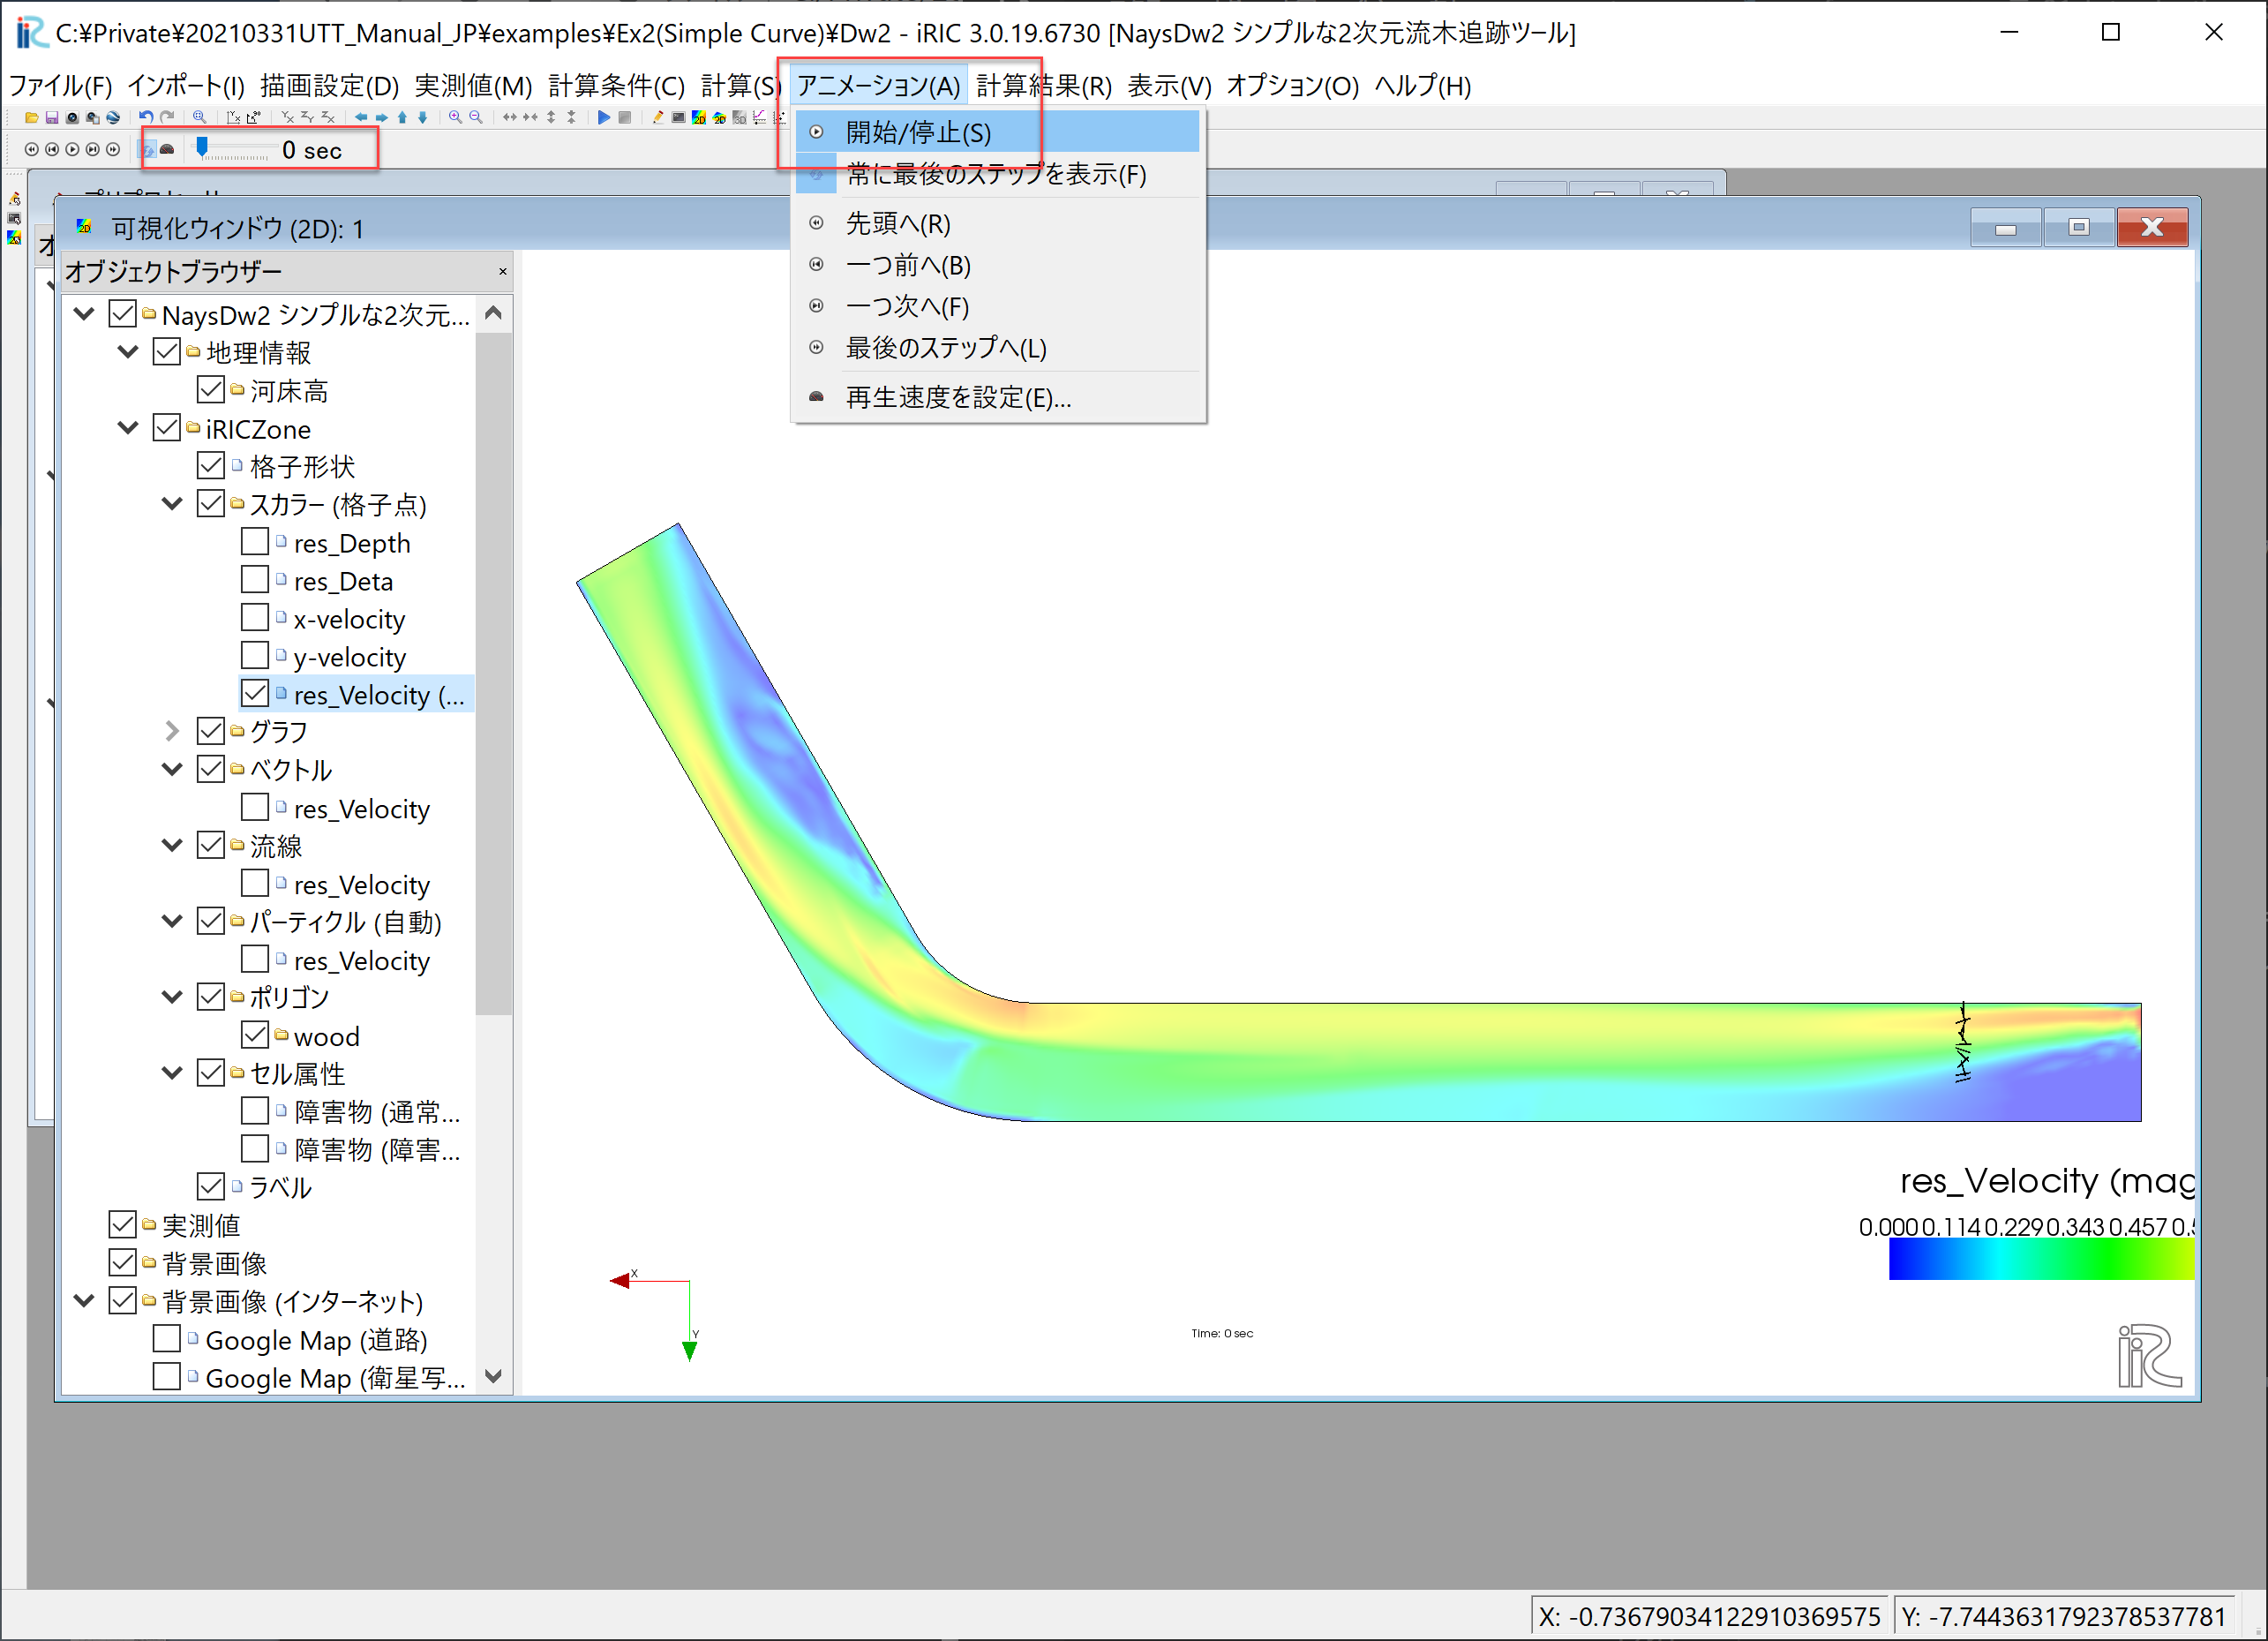 C:¥Private¥20210331UTT_Manual_JP¥examples¥Ex2(Simple Curve)¥Dw2 - iRIC 3.0.19.6730 [NaysDw2 シンプルな2次元流木追跡ツール]
ファイル(F) インポート(I) 描画設定(D) 実測値(M) 計算条件(C) 計算(S) アニメーション(A) 計算結果(R) 表示(V) オプション(O) ヘルプ(H)
0 sec
開始/停止(S)
常に最後のステップを表示(F)
先頭へ(R)
一つ前へ(B)
一つ次へ(F)
最後のステップへ(L)
再生速度を設定(E)...
可視化ウィンドウ (2D): 1
オブジェクトブラウザー
NaysDw2 シンプルな2次元...
地理情報
河床高
iRICZone
格子形状
スカラー (格子点)
res_Depth
res_Deta
x-velocity
y-velocity
res_Velocity (...
グラフ
ベクトル
res_Velocity
流線
res_Velocity
パーティクル (自動)
res_Velocity
ポリゴン
wood
セル属性
障害物 (通常...
障害物 (障害...
ラベル
実測値
背景画像
背景画像 (インターネット)
Google Map (道路)
Google Map (衛星写...
res_Velocity (mag
0.000 0.114 0.229 0.343 0.457
X
Y
Time: 0 sec
iRIC
X: -0.73679034122910369575
Y: -7.7443631792378537781